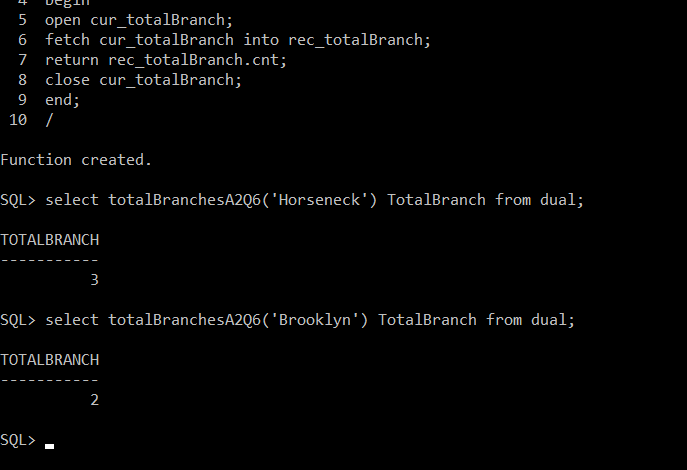 4  begin
5  open cur_totalBranch;
6  fetch cur_totalBranch into rec_totalBranch;
7  return rec_totalBranch.cnt;
8  close cur_totalBranch;
9  end;
10  /
Function created.
SQL> select totalBranchesA2Q6('Horseneck') TotalBranch from dual;
TOTALBRANCH
-----------
3
SQL> select totalBranchesA2Q6('Brooklyn') TotalBranch from dual;
TOTALBRANCH
-----------
2
SQL>